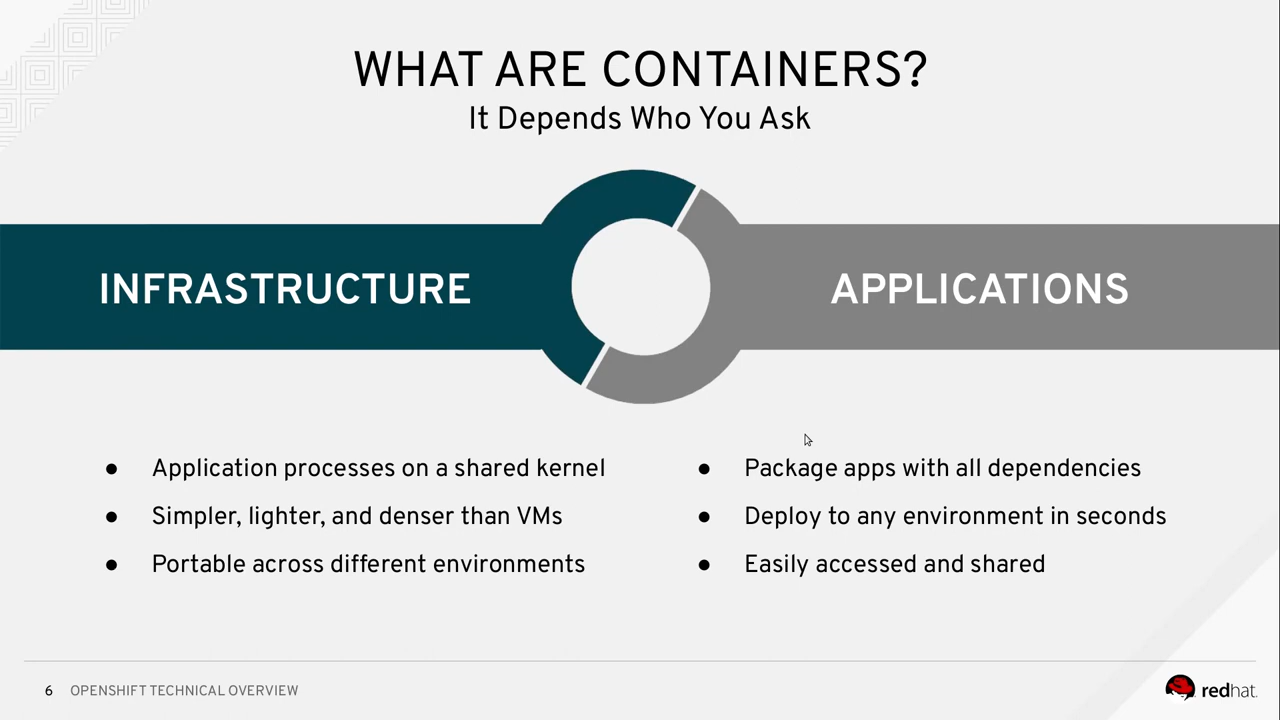 WHAT ARE CONTAINERS?
It Depends Who You Ask
INFRASTRUCTURE
APPLICATIONS
● Application processes on a shared kernel
● Simpler, lighter, and denser than VMs
● Portable across different environments
● Package apps with all dependencies
● Deploy to any environment in seconds
● Easily accessed and shared
6 OPENSHIFT TECHNICAL OVERVIEW
redhat.